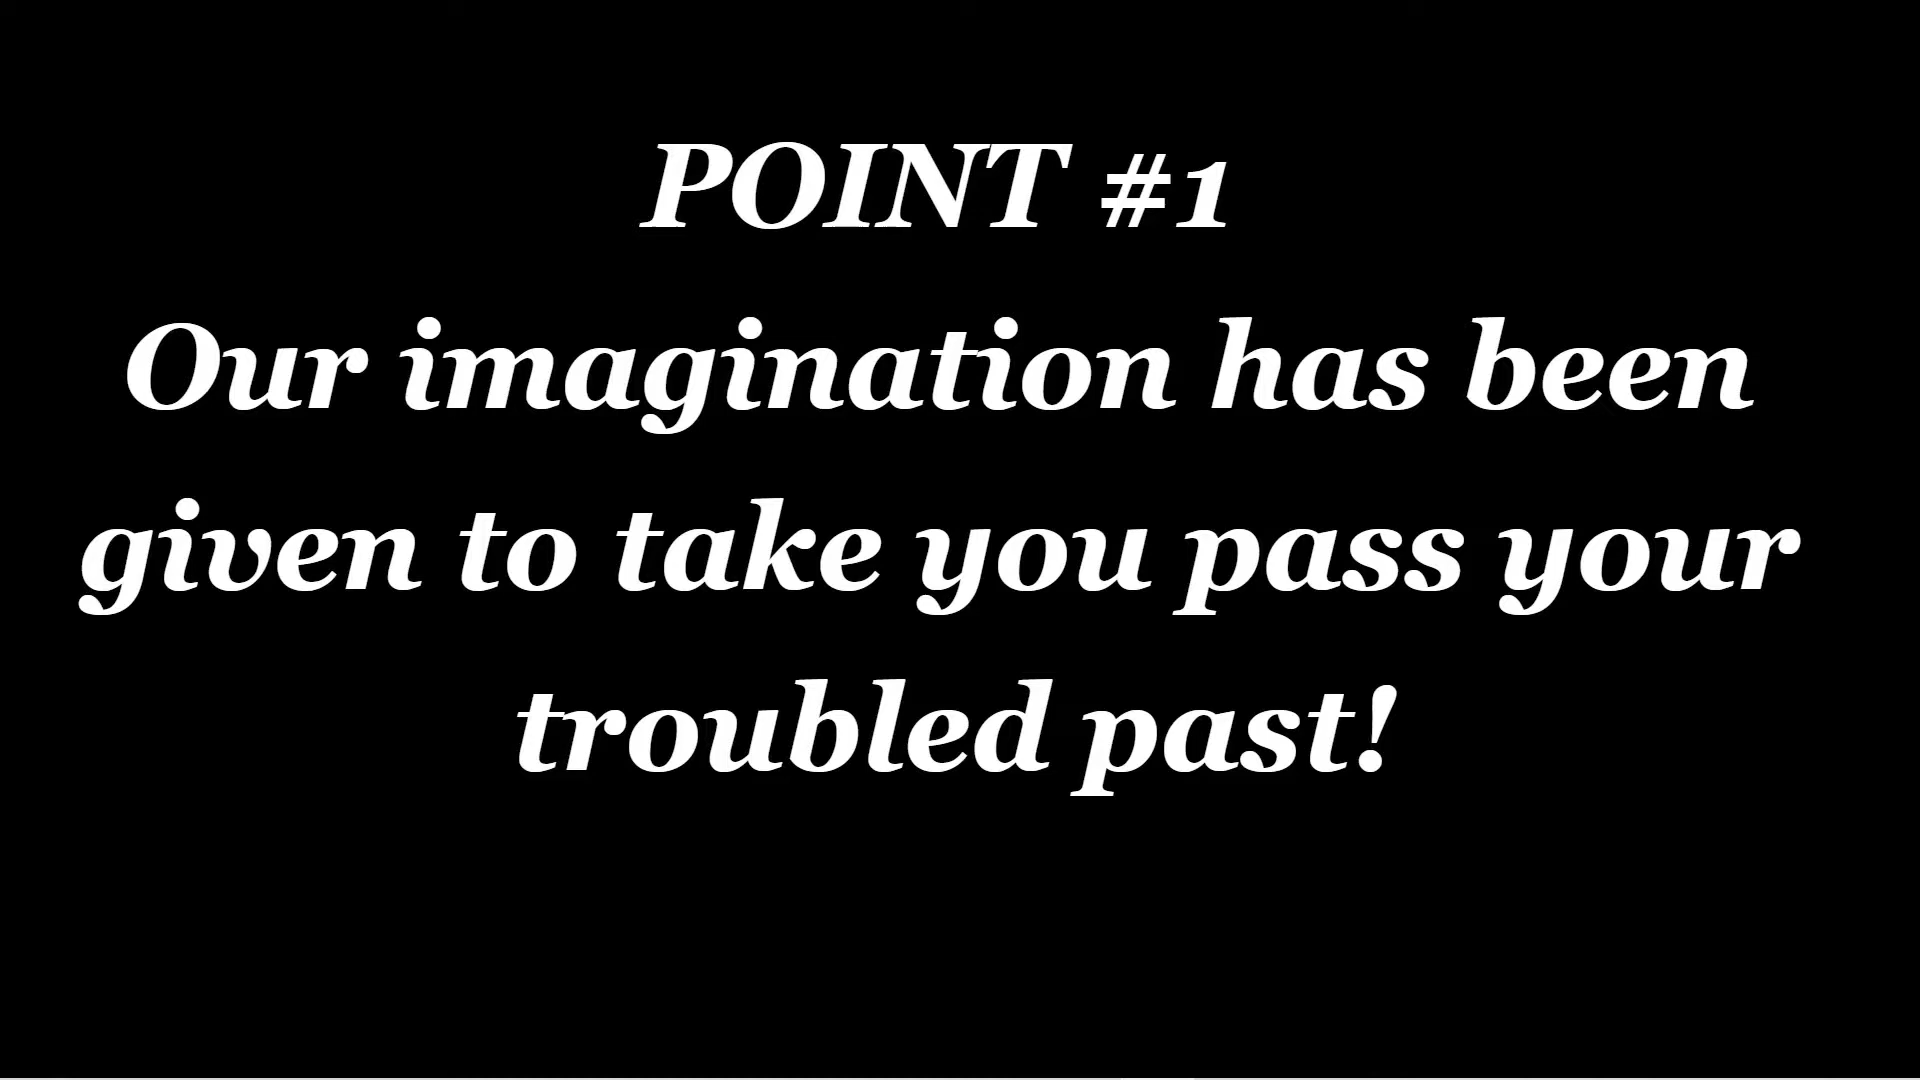 POINT #1
Our imagination has been
given to take you pass your
troubled past!